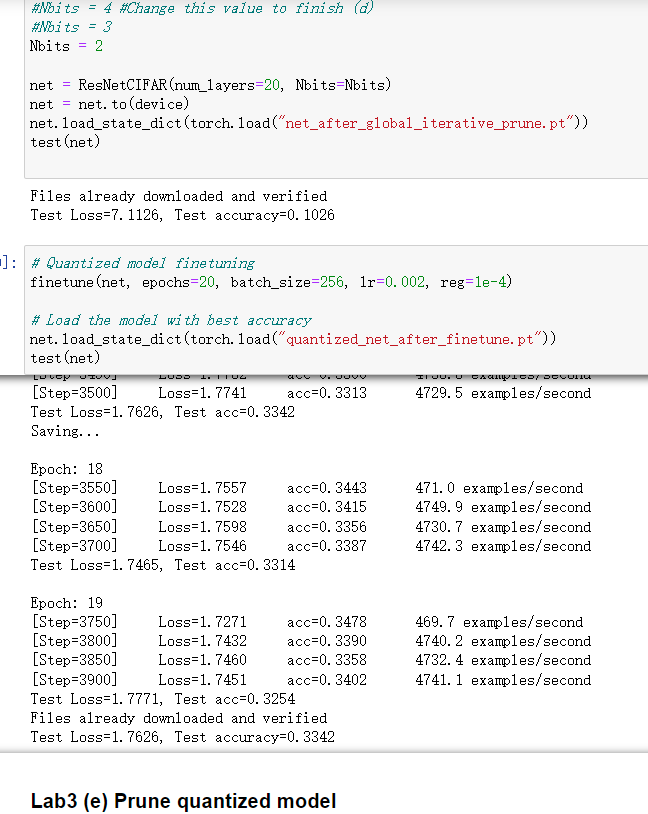 #Nbits = 4 #Change this value to finish (d)
#Nbits = 3
Nbits = 2
net = ResNetCIFAR(num_layers=20, Nbits=Nbits)
net = net.to(device)
net.load_state_dict(torch.load("net_after_global_iterative_prune.pt"))
test(net)
Files already downloaded and verified
Test Loss=7.1126, Test accuracy=0.1026
]: # Quantized model finetuning
finetune(net, epochs=20, batch_size=256, lr=0.002, reg=1e-4)
# Load the model with best accuracy
net.load_state_dict(torch.load("quantized_net_after_finetune.pt"))
test(net)
examples/second
[Step=3500] Loss=1.7741 acc=0.3313 4729.5 examples/second
Test Loss=1.7626, Test acc=0.3342
Saving...
Epoch: 18
[Step=3550] Loss=1.7557 acc=0.3443 471.0 examples/second
[Step=3600] Loss=1.7528 acc=0.3415 4749.9 examples/second
[Step=3650] Loss=1.7598 acc=0.3356 4730.7 examples/second
[Step=3700] Loss=1.7546 acc=0.3387 4742.3 examples/second
Test Loss=1.7465, Test acc=0.3314
Epoch: 19
[Step=3750] Loss=1.7271 acc=0.3478 469.7 examples/second
[Step=3800] Loss=1.7432 acc=0.3390 4740.2 examples/second
[Step=3850] Loss=1.7460 acc=0.3358 4732.4 examples/second
[Step=3900] Loss=1.7451 acc=0.3402 4741.1 examples/second
Test Loss=1.7771, Test acc=0.3254
Files already downloaded and verified
Test Loss=1.7626, Test accuracy=0.3342
Lab3 (e) Prune quantized model